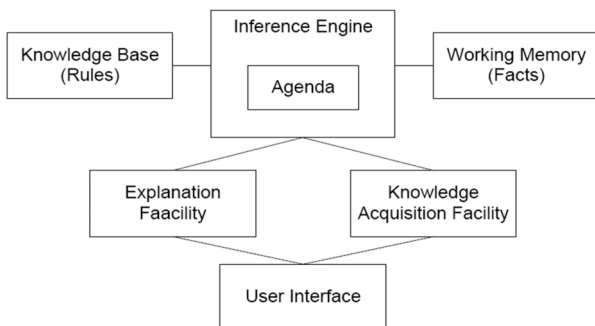 Inference Engine
Knowledge Base
(Rules)
Agenda
Working Memory
(Facts)
Explanation
Faacility
Knowledge
Acquisition Facility
User Interface